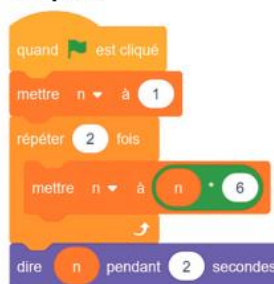 quand est cliqué
mettre n à 1
répéter 2 fois
mettre n à n * 6
dire n pendant 2 secondes